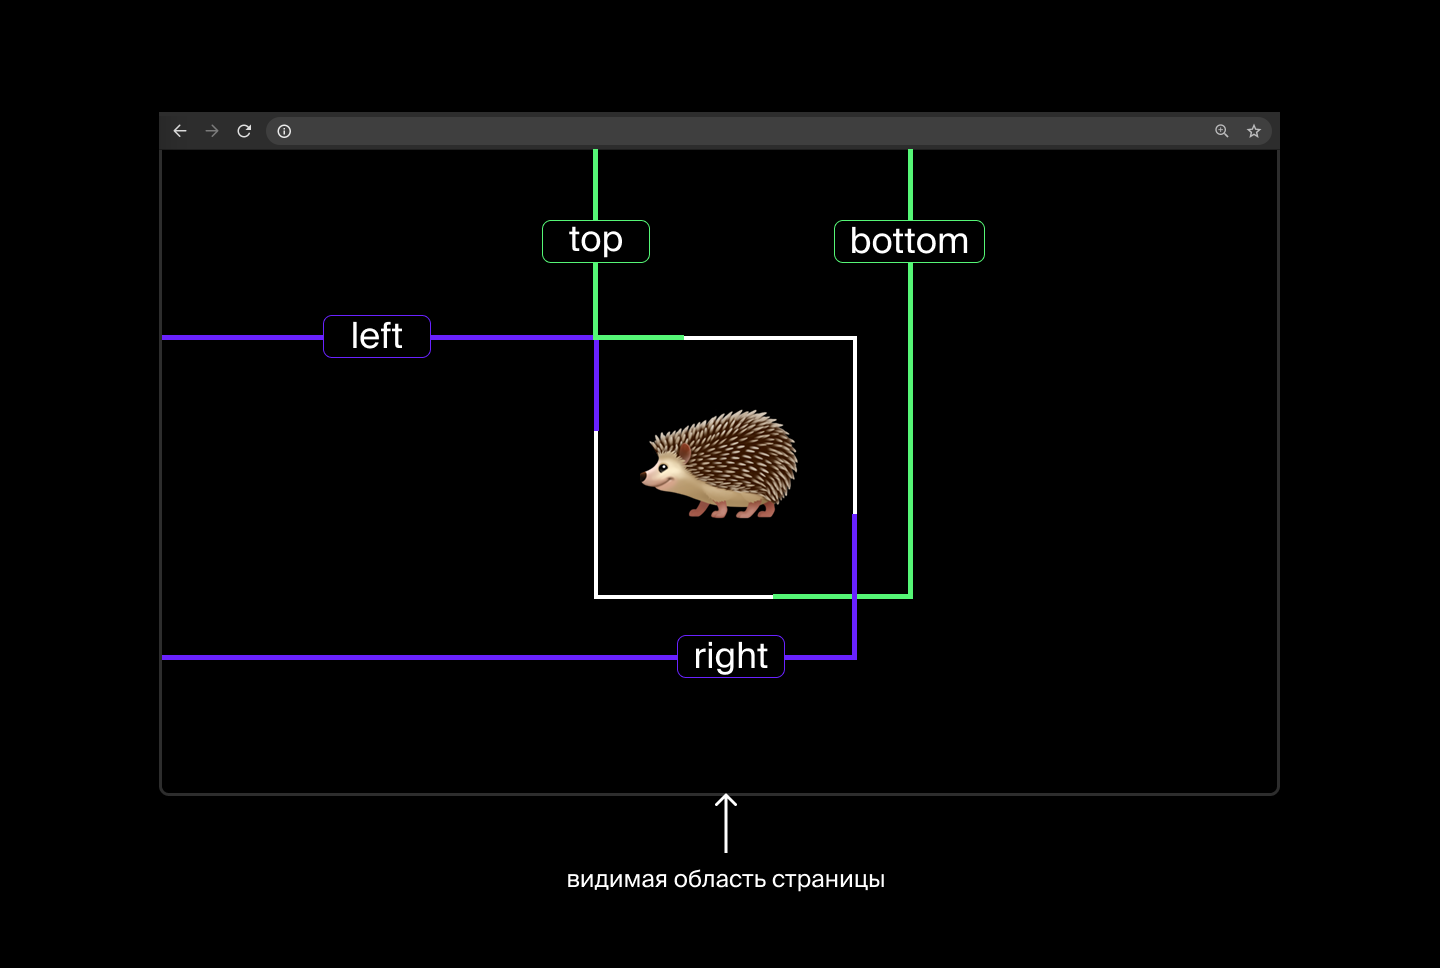 top
bottom
left
right
видимая область страницы